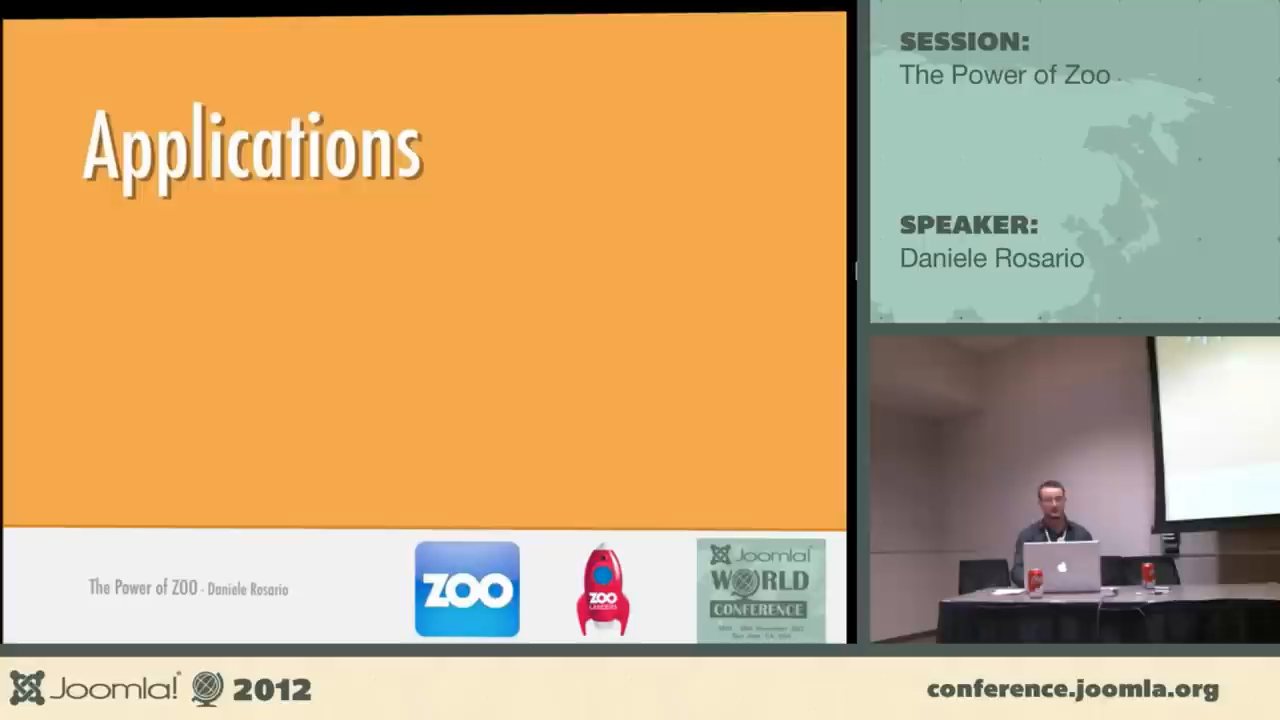 Applications
The Power of ZOO - Daniele Rosario
ZOO
ZOO
Joomla!
WORLD
CONFERENCE
SESSION:
The Power of Zoo
SPEAKER:
Daniele Rosario
Joomla! 2012
conference.joomla.org